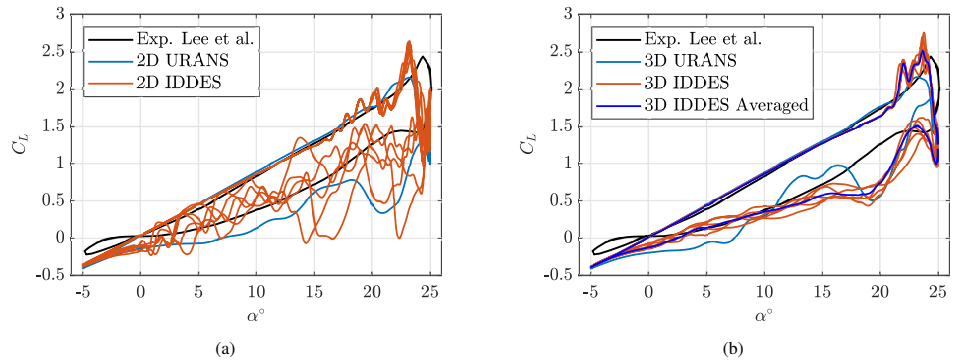 3
2.5
2
1.5
1
0.5
0
-0.5
C_L
-5 0 5 10 15 20 25
α°
Exp. Lee et al.
2D URANS
2D IDDES
(a)
3
2.5
2
1.5
1
0.5
0
-0.5
C_L
-5 0 5 10 15 20 25
α°
Exp. Lee et al.
3D URANS
3D IDDES
3D IDDES Averaged
(b)